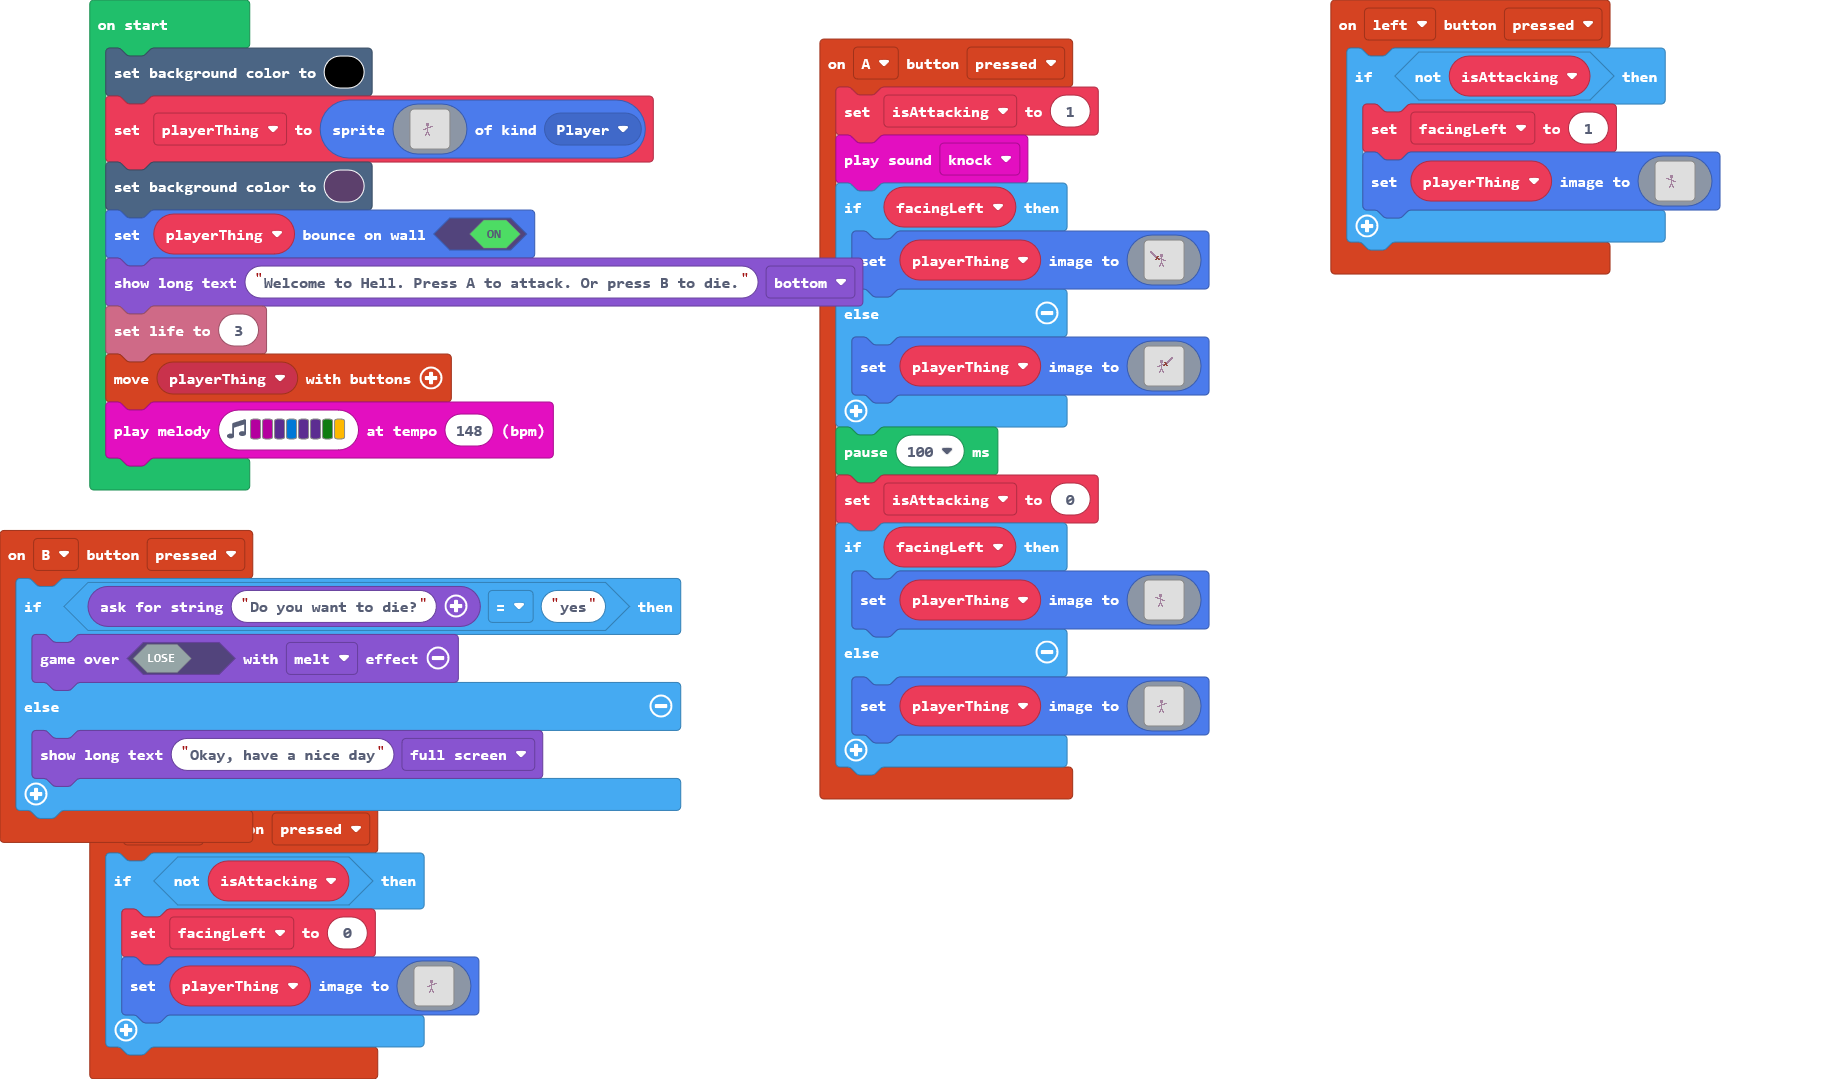 on start
set background color to
set playerThing to sprite of kind Player
set background color to
set playerThing bounce on wall ON
show long text "Welcome to Hell. Press A to attack. Or press B to die." bottom
set life to 3
move playerThing with buttons
play melody at tempo 148 (bpm)
on B button pressed
if ask for string "Do you want to die?" = "yes" then
game over LOSE with melt effect
else
show long text "Okay, have a nice day" full screen
pressed
if not isAttacking then
set facingLeft to 0
set playerThing image to
on A button pressed
set isAttacking to 1
play sound knock
if facingLeft then
set playerThing image to
else
set playerThing image to
pause 100 ms
set isAttacking to 0
if facingLeft then
set playerThing image to
else
set playerThing image to
on left button pressed
if not isAttacking then
set facingLeft to 1
set playerThing image to